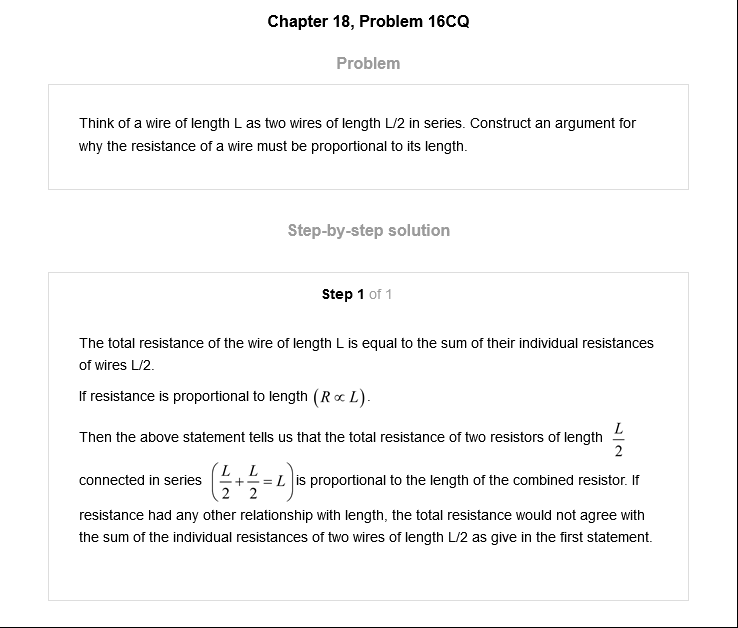 Chapter 18, Problem 16CQ
Problem
Think of a wire of length L as two wires of length L/2 in series. Construct an argument for
why the resistance of a wire must be proportional to its length.
Step-by-step solution
Step 1 of 1
The total resistance of the wire of length L is equal to the sum of their individual resistances
of wires L/2.
If resistance is proportional to length (R ∝ L).
Then the above statement tells us that the total resistance of two resistors of length L/2
connected in series (L/2 + L/2 = L) is proportional to the length of the combined resistor. If
resistance had any other relationship with length, the total resistance would not agree with
the sum of the individual resistances of two wires of length L/2 as give in the first statement.